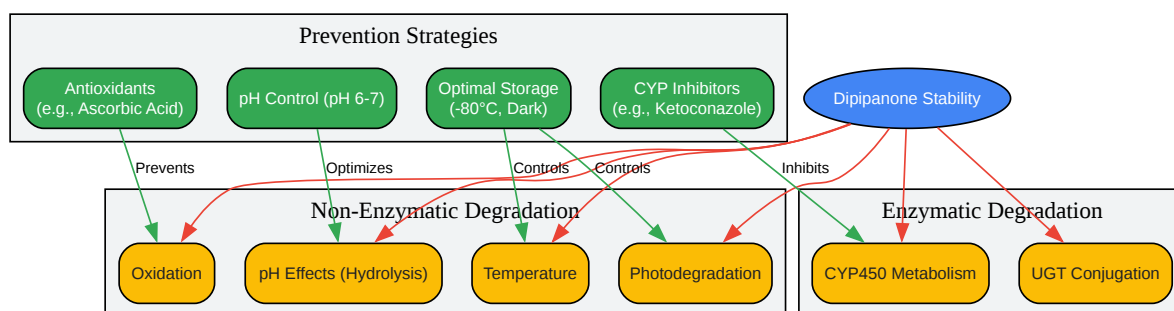 Prevention Strategies
Antioxidants
(e.g., Ascorbic Acid)
pH Control (pH 6-7)
Optimal Storage
(-80°C, Dark)
CYP Inhibitors
(e.g., Ketoconazole)
Dipipanone Stability
Prevents
Optimizes
Controls
Controls
Inhibits
Non-Enzymatic Degradation
Enzymatic Degradation
Oxidation
pH Effects (Hydrolysis)
Temperature
Photodegradation
CYP450 Metabolism
UGT Conjugation